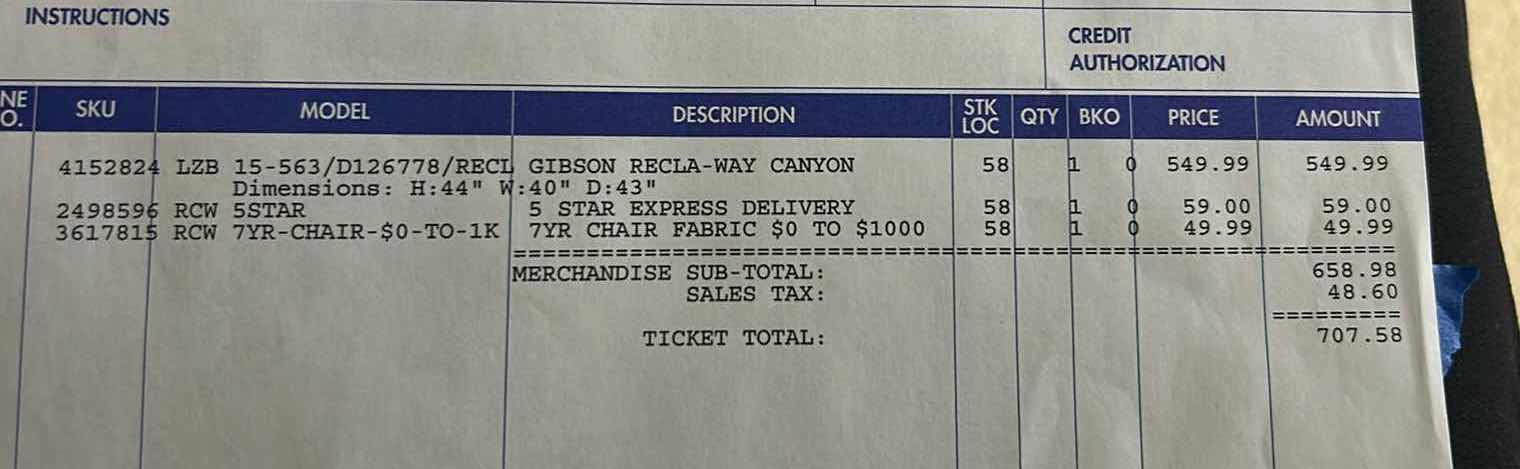 INSTRUCTIONS
CREDIT
AUTHORIZATION
NE
O. SKU MODEL DESCRIPTION STK LOC QTY BKO PRICE AMOUNT
4152824 LZB 15-563/D126778/RECL GIBSON RECLA-WAY CANYON 58 1 0 549.99 549.99
Dimensions: H:44" W:40" D:43"
2498596 RCW 5STAR 5 STAR EXPRESS DELIVERY 58 1 0 59.00 59.00
3617815 RCW 7YR-CHAIR-$0-TO-1K 7YR CHAIR FABRIC $0 TO $1000 58 1 0 49.99 49.99
MERCHANDISE SUB-TOTAL: 658.98
SALES TAX: 48.60
=========
TICKET TOTAL: 707.58